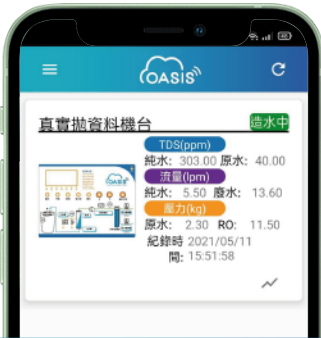 OASIS
真實拋資料機台
造水中
TDS(ppm)
純水: 303.00 原水: 40.00
流量(lpm)
純水: 5.50 廢水: 13.60
壓力(kg)
原水: 2.30 RO: 11.50
紀錄時 2021/05/11
間: 15:51:58
OASIS